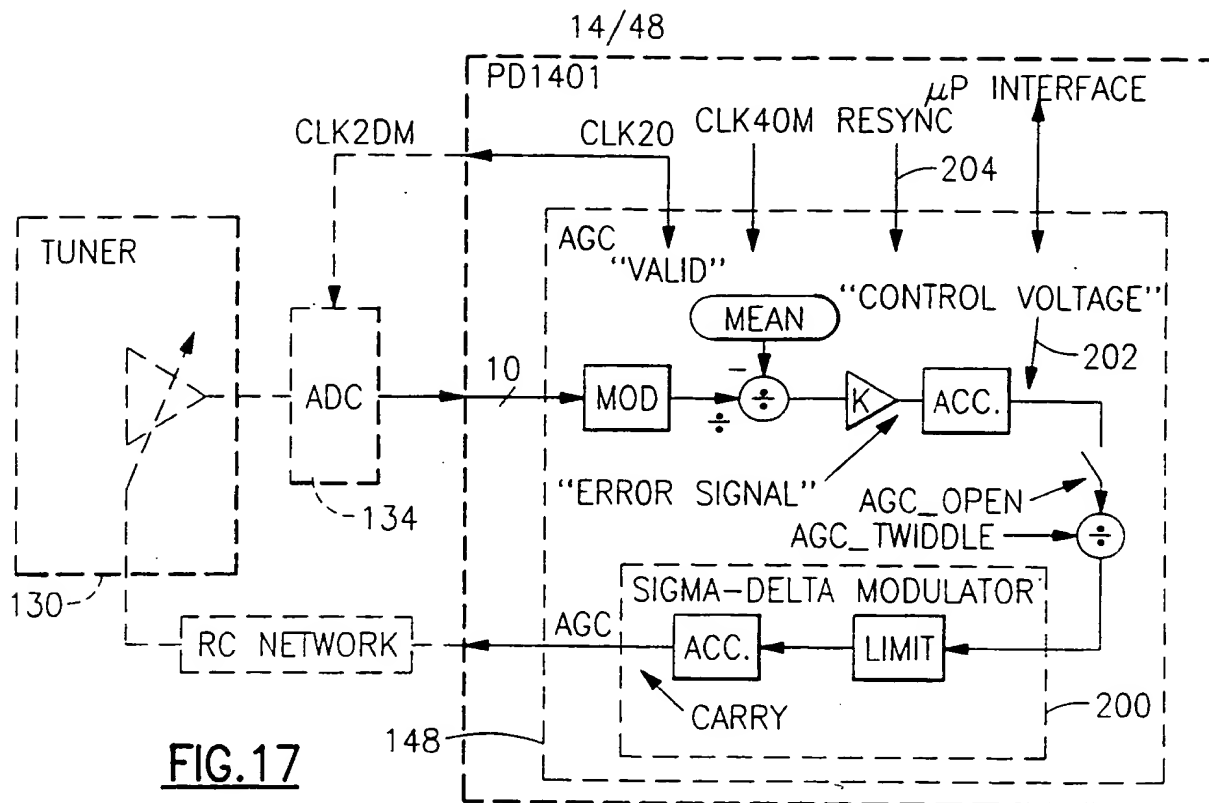 14/48
PD1401
μP INTERFACE
CLK2DM
CLK20
CLK40M RESYNC
204
TUNER
AGC
"VALID"
"CONTROL VOLTAGE"
MEAN
202
ADC
10
MOD
−
÷
÷
K
ACC.
"ERROR SIGNAL"
AGC_OPEN
134
AGC_TWIDDLE
÷
130
SIGMA-DELTA MODULATOR
RC NETWORK
AGC
ACC.
LIMIT
CARRY
200
148
FIG.17